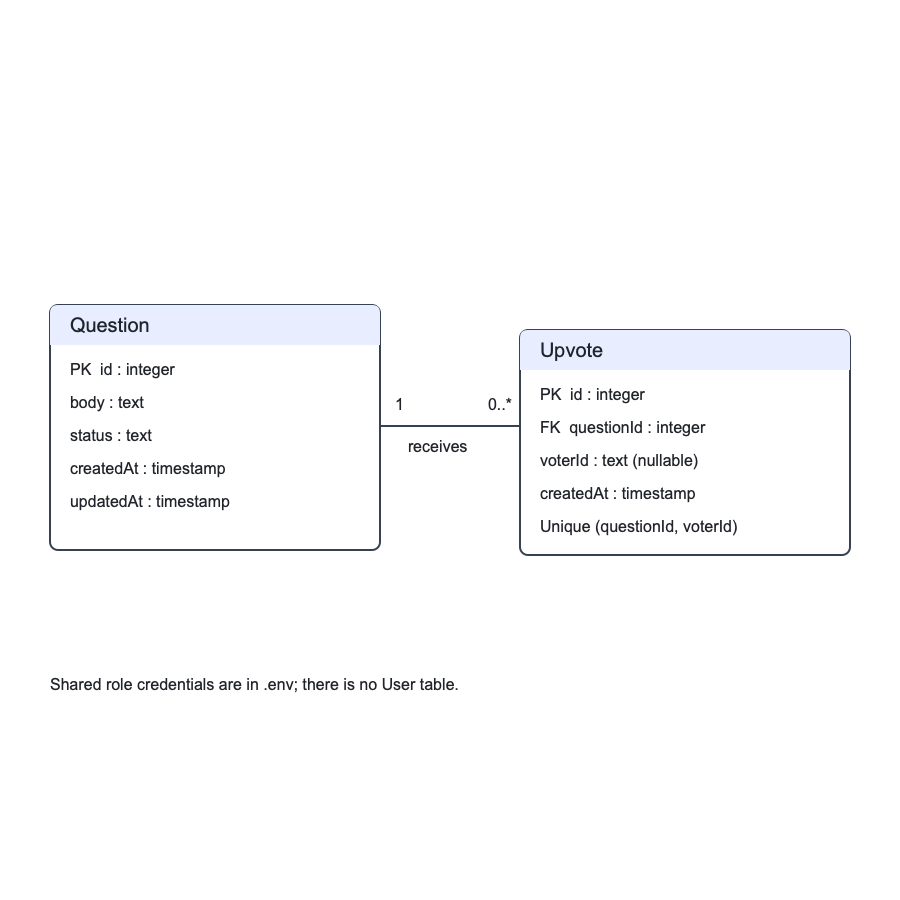 Question
PK  id : integer
body : text
status : text
createdAt : timestamp
updatedAt : timestamp
1
0..*
receives
Upvote
PK  id : integer
FK  questionId : integer
voterId : text (nullable)
createdAt : timestamp
Unique (questionId, voterId)
Shared role credentials are in .env; there is no User table.